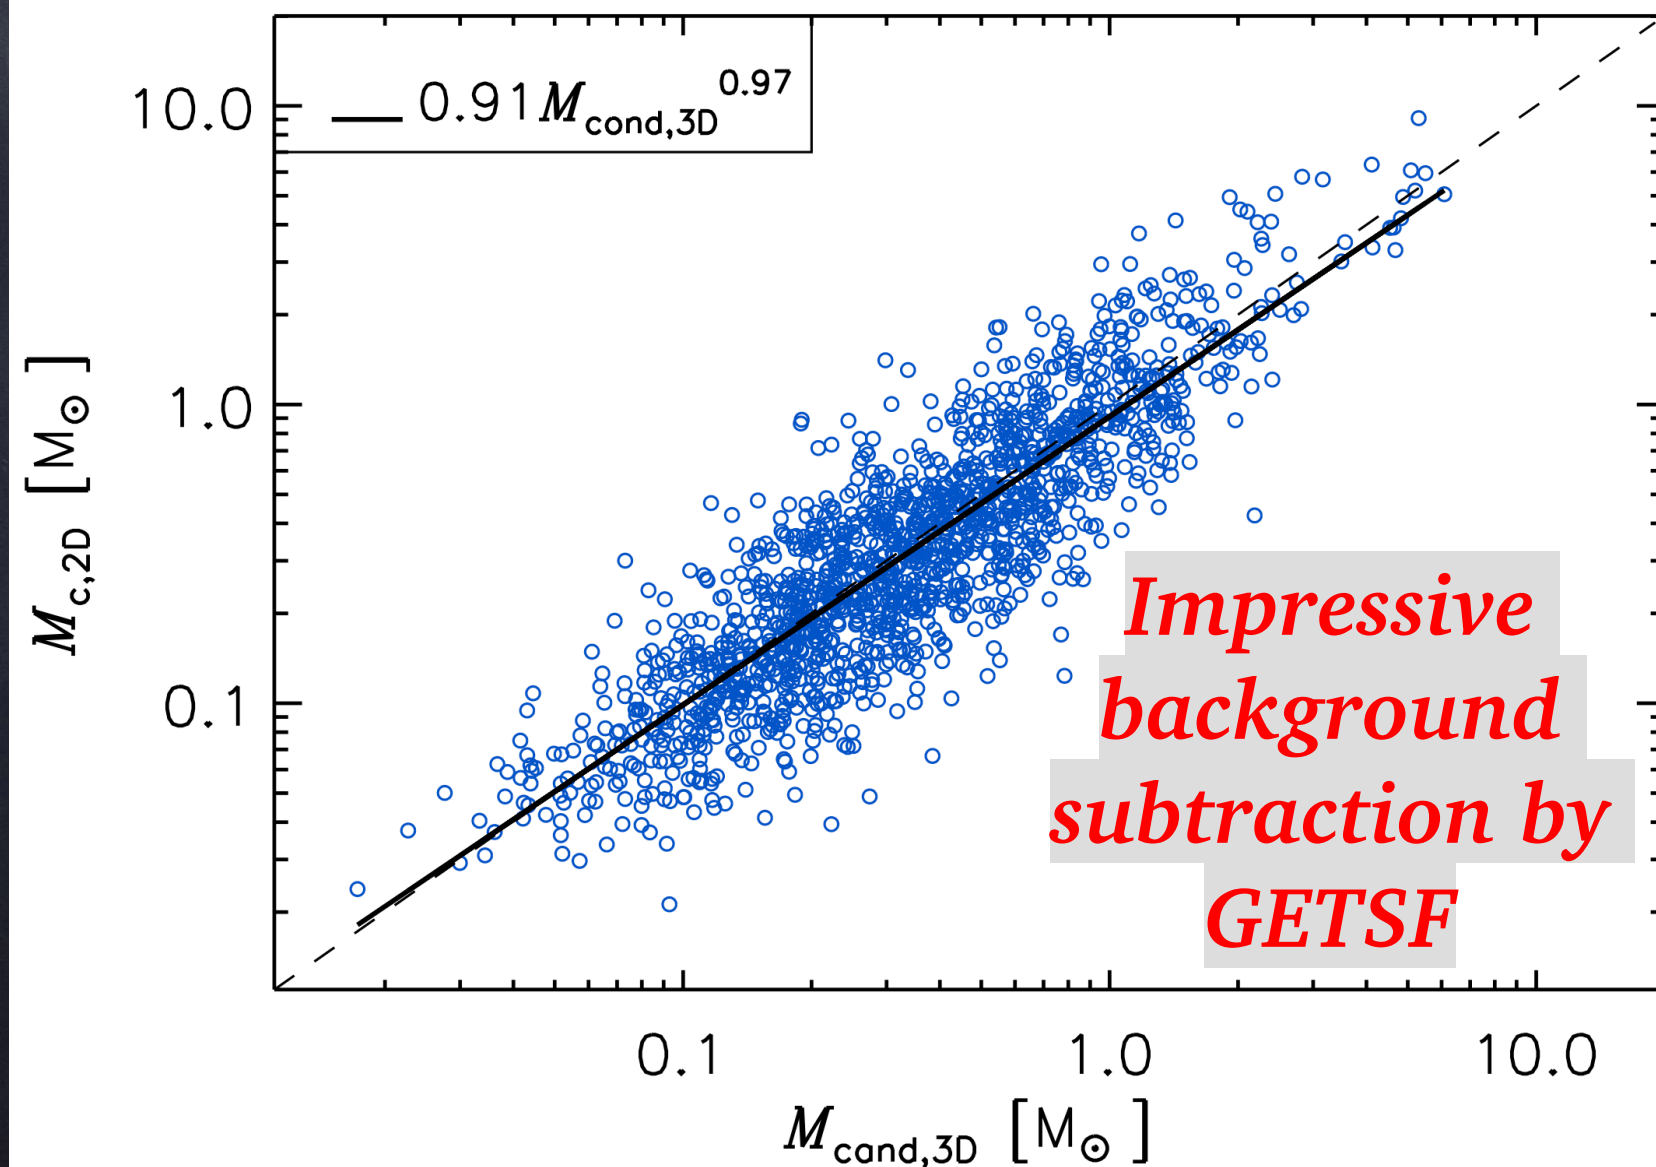 0.91M_cond,3D^0.97
10.0
1.0
0.1
M_c,2D [M⊙]
Impressive
background
subtraction by
GETSF
0.1 1.0 10.0
M_cand,3D [M⊙]